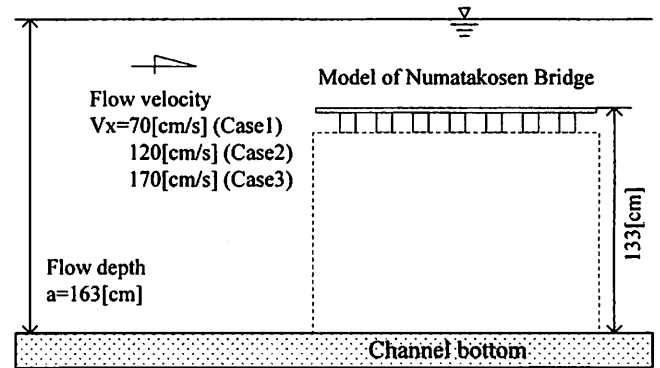 Model of Numatakosen Bridge
Flow velocity
Vx=70[cm/s] (Case1)
120[cm/s] (Case2)
170[cm/s] (Case3)
133[cm]
Flow depth
a=163[cm]
Channel bottom